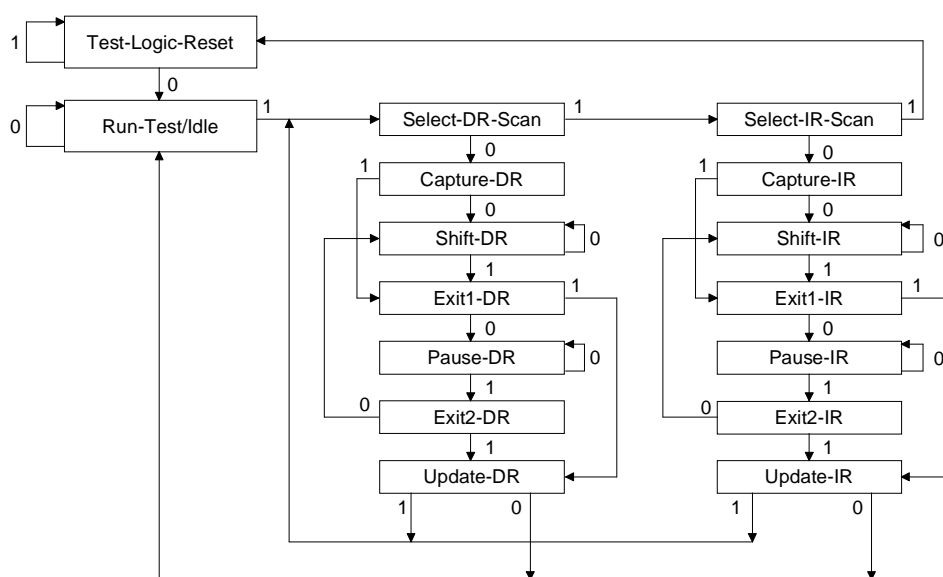 Test-Logic-Reset
1
0
Run-Test/Idle
0
1
Select-DR-Scan
1
Select-IR-Scan
1
0
0
1
Capture-DR
1
Capture-IR
0
0
Shift-DR
0
Shift-IR
0
1
1
Exit1-DR
1
Exit1-IR
1
0
0
Pause-DR
0
Pause-IR
0
1
1
0
Exit2-DR
0
Exit2-IR
1
1
Update-DR
Update-IR
1
0
1
0